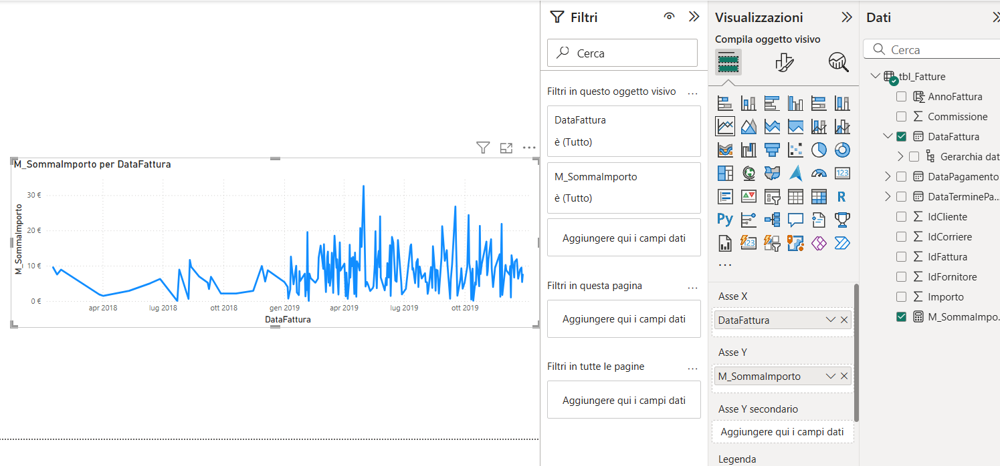 M_SommaImporto per DataFattura
M_SommaImporto
30 €
20 €
10 €
0 €
apr 2018
lug 2018
ott 2018
gen 2019
apr 2019
lug 2019
ott 2019
DataFattura
Filtri
Cerca
Filtri in questo oggetto visivo
...
DataFattura
è (Tutto)
M_SommaImporto
è (Tutto)
Aggiungere qui i campi dati
Filtri in questa pagina
...
Aggiungere qui i campi dati
Filtri in tutte le pagine
...
Aggiungere qui i campi dati
Visualizzazioni
Compila oggetto visivo
123
R
Py
123
...
Asse X
DataFattura
Asse Y
M_SommaImporto
Asse Y secondario
Aggiungere qui i campi dati
Legenda
Dati
Cerca
tbl_Fatture
AnnoFattura
Commissione
DataFattura
Gerarchia dat
DataPagamento
DataTerminePa...
IdCliente
IdCorriere
IdFattura
IdFornitore
Importo
M_SommaImpo...